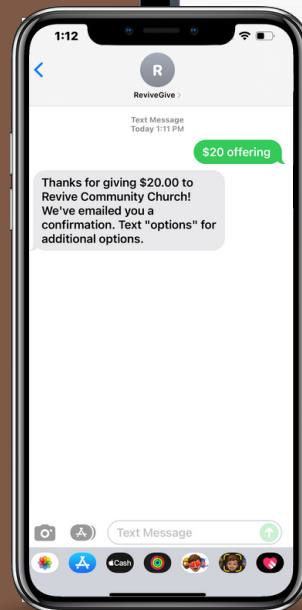 1:12
R
ReviveGive >
Text Message
Today 1:11 PM
$20 offering
Thanks for giving $20.00 to
Revive Community Church!
We've emailed you a
confirmation. Text "options" for
additional options.
Text Message
Cash